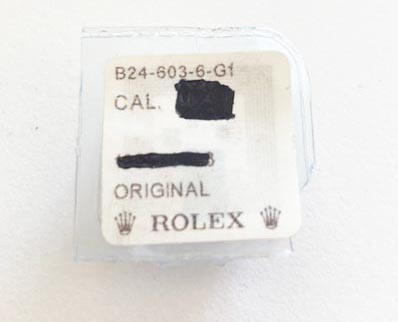 B24-603-6-G1
CAL.
ORIGINAL
ROLEX